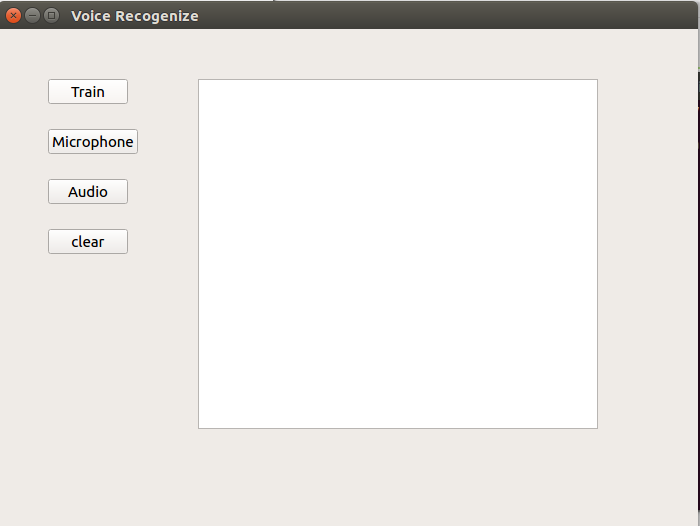 Voice Recogenize
Train
Microphone
Audio
clear